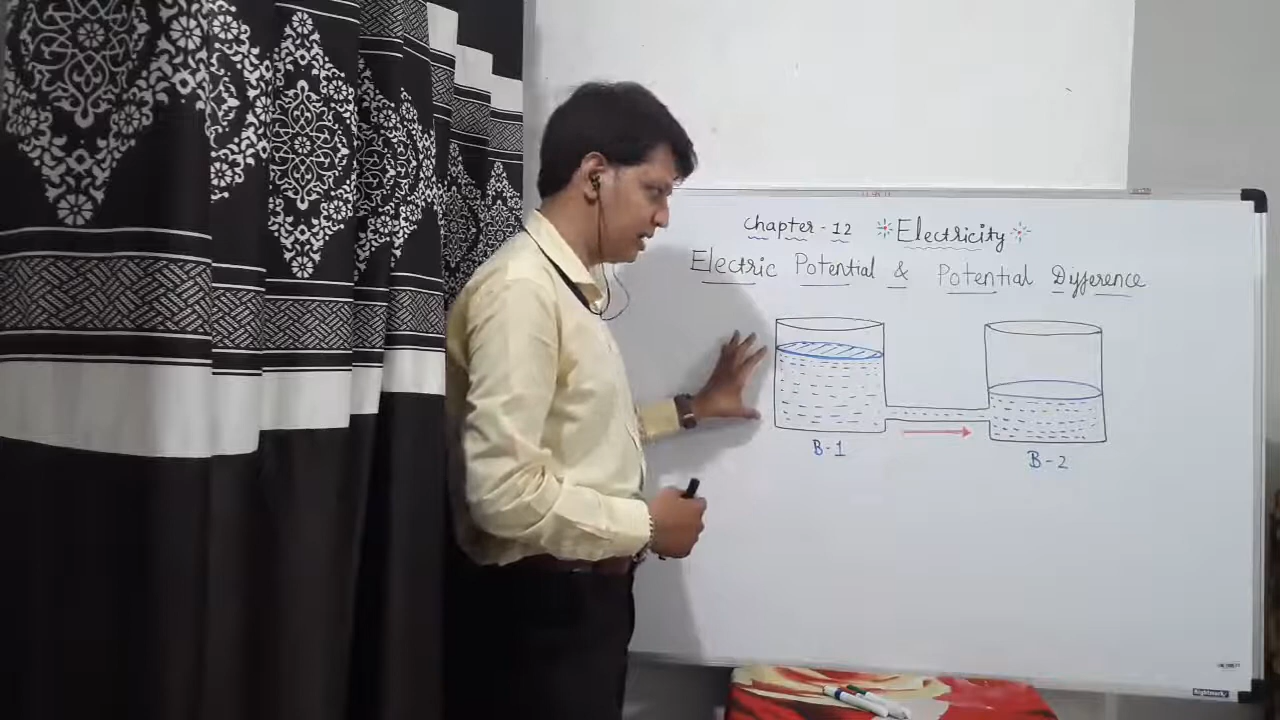 Chapter - 12 Electricity
Electric Potential & Potential Difference
B - 1
B - 2